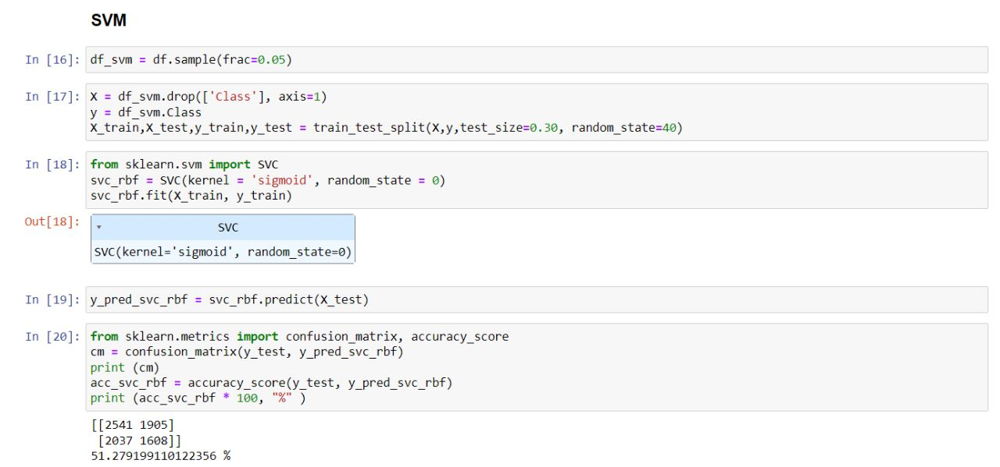 SVM
In [16]: df_svm = df.sample(frac=0.05)
In [17]: X = df_svm.drop(['Class'], axis=1)
y = df_svm.Class
X_train,X_test,y_train,y_test = train_test_split(X,y,test_size=0.30, random_state=40)
In [18]: from sklearn.svm import SVC
svc_rbf = SVC(kernel = 'sigmoid', random_state = 0)
svc_rbf.fit(X_train, y_train)
Out[18]: SVC
SVC(kernel='sigmoid', random_state=0)
In [19]: y_pred_svc_rbf = svc_rbf.predict(X_test)
In [20]: from sklearn.metrics import confusion_matrix, accuracy_score
cm = confusion_matrix(y_test, y_pred_svc_rbf)
print (cm)
acc_svc_rbf = accuracy_score(y_test, y_pred_svc_rbf)
print (acc_svc_rbf * 100, "%" )
[[2541 1905]
[2037 1608]]
51.279199110122356 %